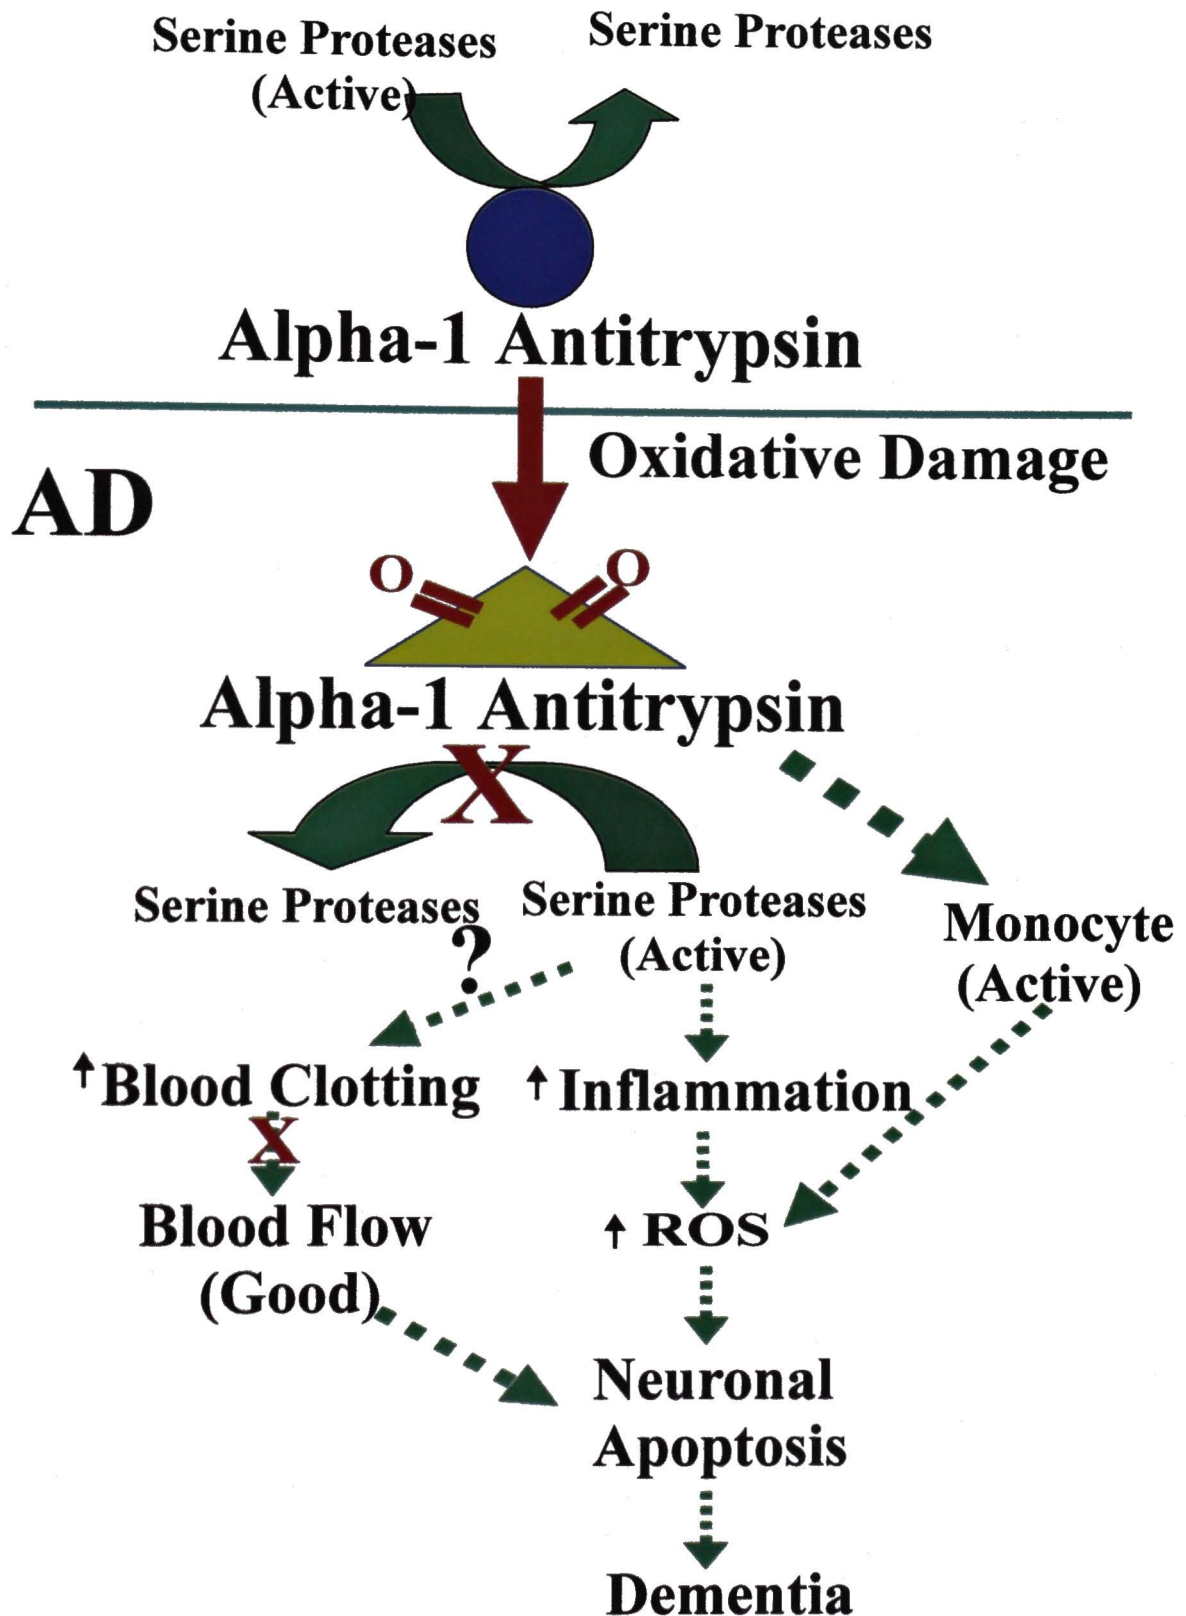 Serine Proteases
(Active)
Serine Proteases
Alpha-1 Antitrypsin
Oxidative Damage
AD
O
O
Alpha-1 Antitrypsin
X
Serine Proteases
Serine Proteases
(Active)
Monocyte
(Active)
?
↑Blood Clotting
↑Inflammation
X
Blood Flow
(Good)
↑ ROS
Neuronal
Apoptosis
Dementia